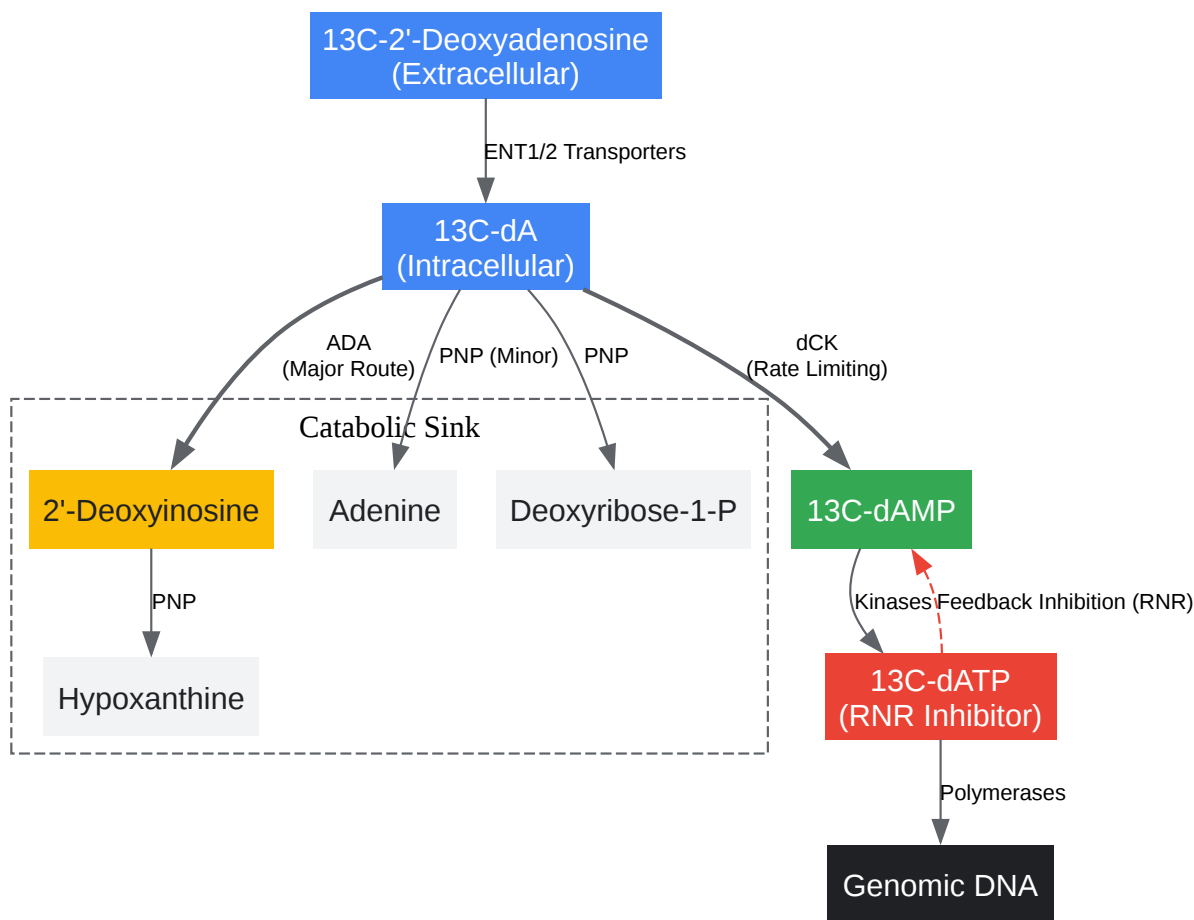 13C-2'-Deoxyadenosine
(Extracellular)
ENT1/2 Transporters
13C-dA
(Intracellular)
ADA
(Major Route)
PNP (Minor)
PNP
dCK
(Rate Limiting)
Catabolic Sink
2'-Deoxyinosine
Adenine
Deoxyribose-1-P
13C-dAMP
PNP
Kinases
Feedback Inhibition (RNR)
Hypoxanthine
13C-dATP
(RNR Inhibitor)
Polymerases
Genomic DNA